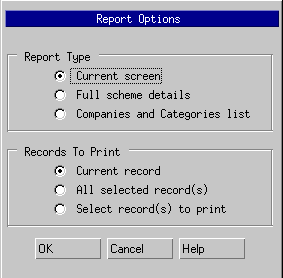 Report Options
Report Type
Current screen
Full scheme details
Companies and Categories list
Records To Print
Current record
All selected record(s)
Select record(s) to print
OK
Cancel
Help